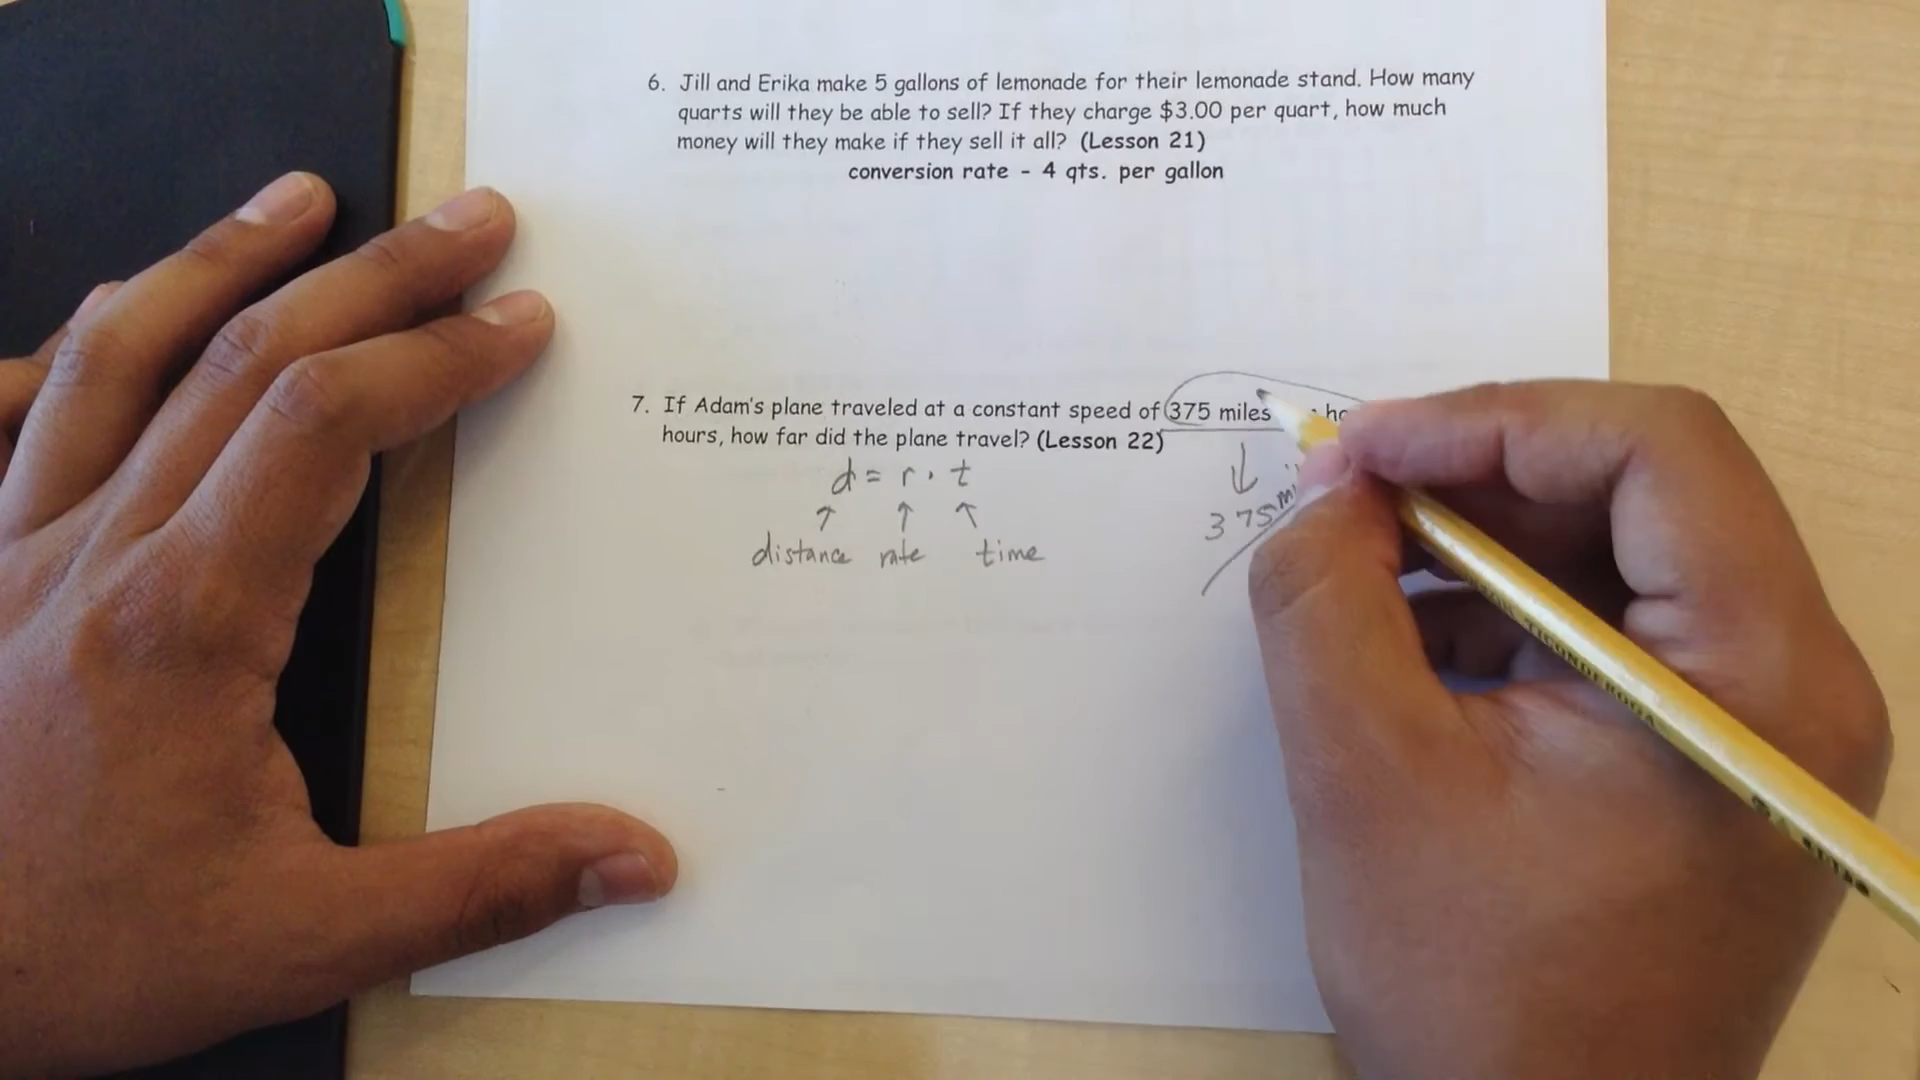 6. Jill and Erika make 5 gallons of lemonade for their lemonade stand. How many
quarts will they be able to sell? If they charge $3.00 per quart, how much
money will they make if they sell it all? (Lesson 21)
conversion rate - 4 qts. per gallon
7. If Adam's plane traveled at a constant speed of 375 miles
hours, how far did the plane travel? (Lesson 22)
d = r · t
375
distance rate time
TICONDEROGA